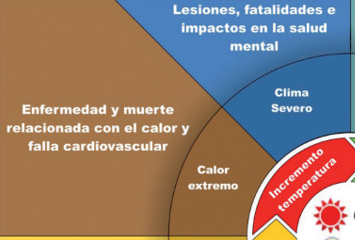 Lesiones, fatalidades e
impactos en la salud
mental
Clima
Severo
Enfermedad y muerte
relacionada con el calor y
falla cardiovascular
Calor
extremo
Incremento
temperatura